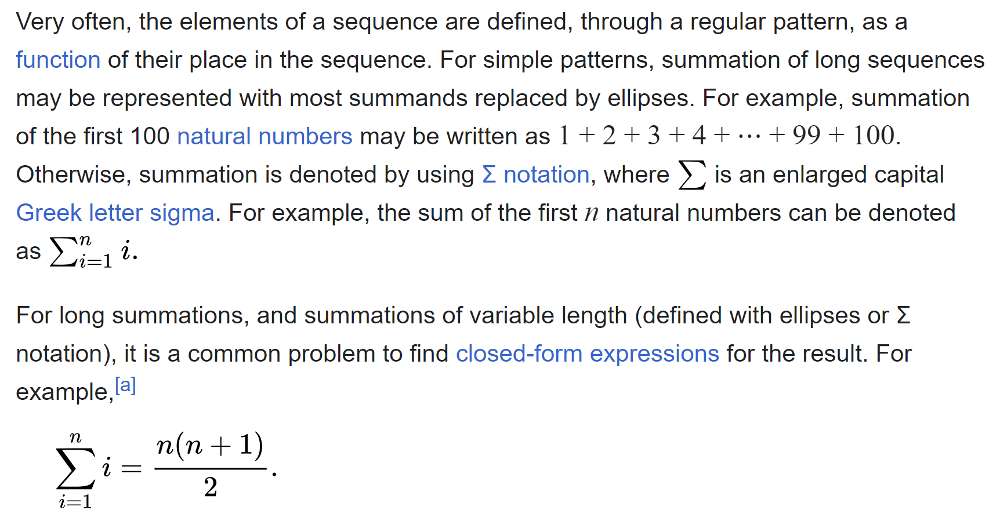 Very often, the elements of a sequence are defined, through a regular pattern, as a
function of their place in the sequence. For simple patterns, summation of long sequences
may be represented with most summands replaced by ellipses. For example, summation
of the first 100 natural numbers may be written as 1 + 2 + 3 + 4 + ⋯ + 99 + 100.
Otherwise, summation is denoted by using Σ notation, where ∑ is an enlarged capital
Greek letter sigma. For example, the sum of the first n natural numbers can be denoted
as ∑_{i=1}^{n} i.
For long summations, and summations of variable length (defined with ellipses or Σ
notation), it is a common problem to find closed-form expressions for the result. For
example,[a]
∑_{i=1}^{n} i = \frac{n(n + 1)}{2}.